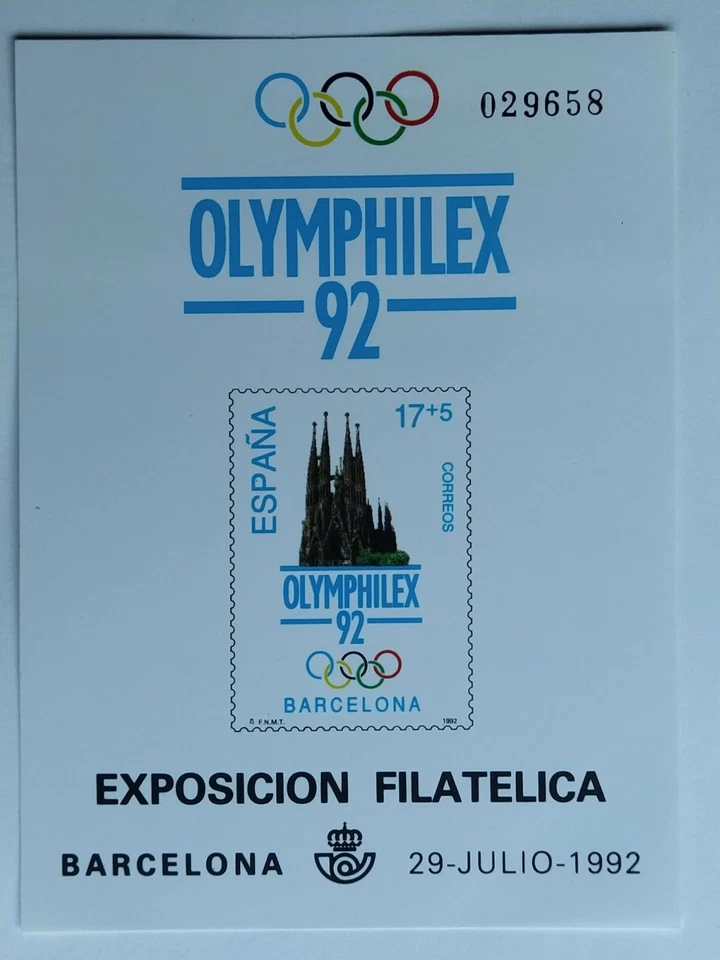 029658
OLYMPHILEX
92
ESPAÑA
17+5
CORREOS
OLYMPHILEX
92
BARCELONA
F.N.M.T.
1992
EXPOSICION FILATELICA
BARCELONA 29-JULIO-1992